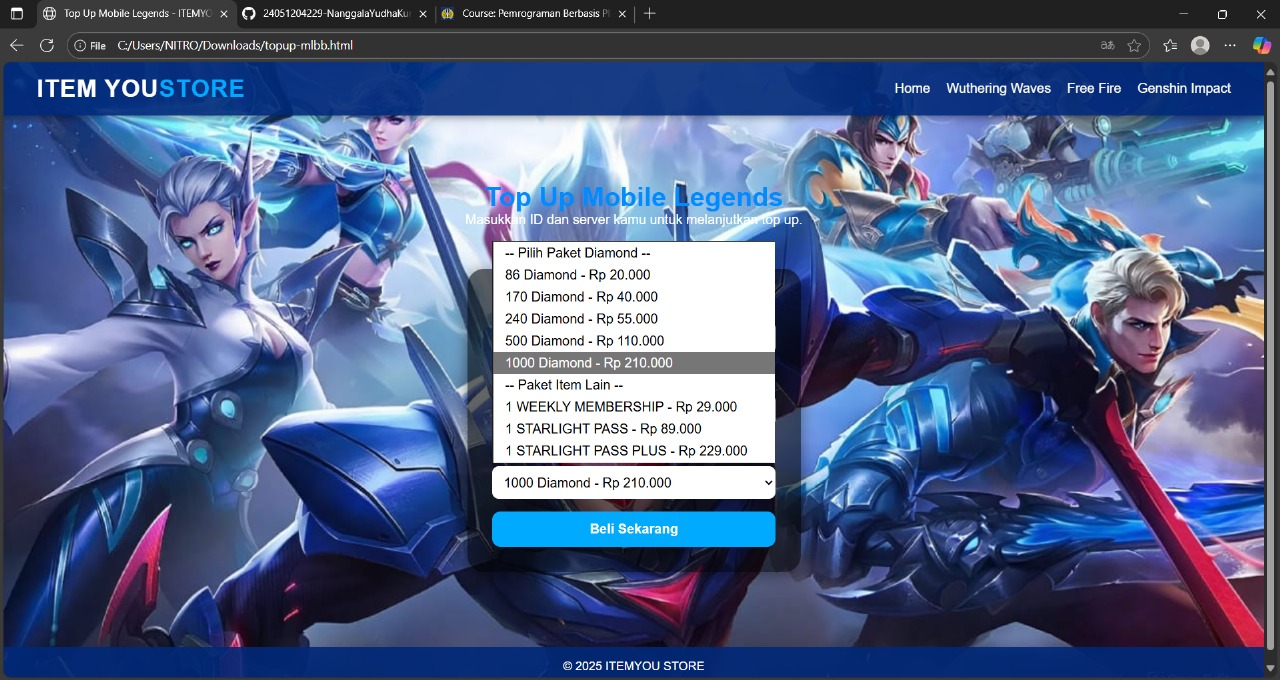 Top Up Mobile Legends - ITEMYO
24051204229-NanggalaYudhaKur
Course: Pemrograman Berbasis Pl
File C:/Users/NITRO/Downloads/topup-mlbb.html
ITEM YOUSTORE
Home Wuthering Waves Free Fire Genshin Impact
Top Up Mobile Legends
Masukkan ID dan server kamu untuk melanjutkan top up.
-- Pilih Paket Diamond --
86 Diamond - Rp 20.000
170 Diamond - Rp 40.000
240 Diamond - Rp 55.000
500 Diamond - Rp 110.000
1000 Diamond - Rp 210.000
-- Paket Item Lain --
1 WEEKLY MEMBERSHIP - Rp 29.000
1 STARLIGHT PASS - Rp 89.000
1 STARLIGHT PASS PLUS - Rp 229.000
1000 Diamond - Rp 210.000
Beli Sekarang
© 2025 ITEMYOU STORE